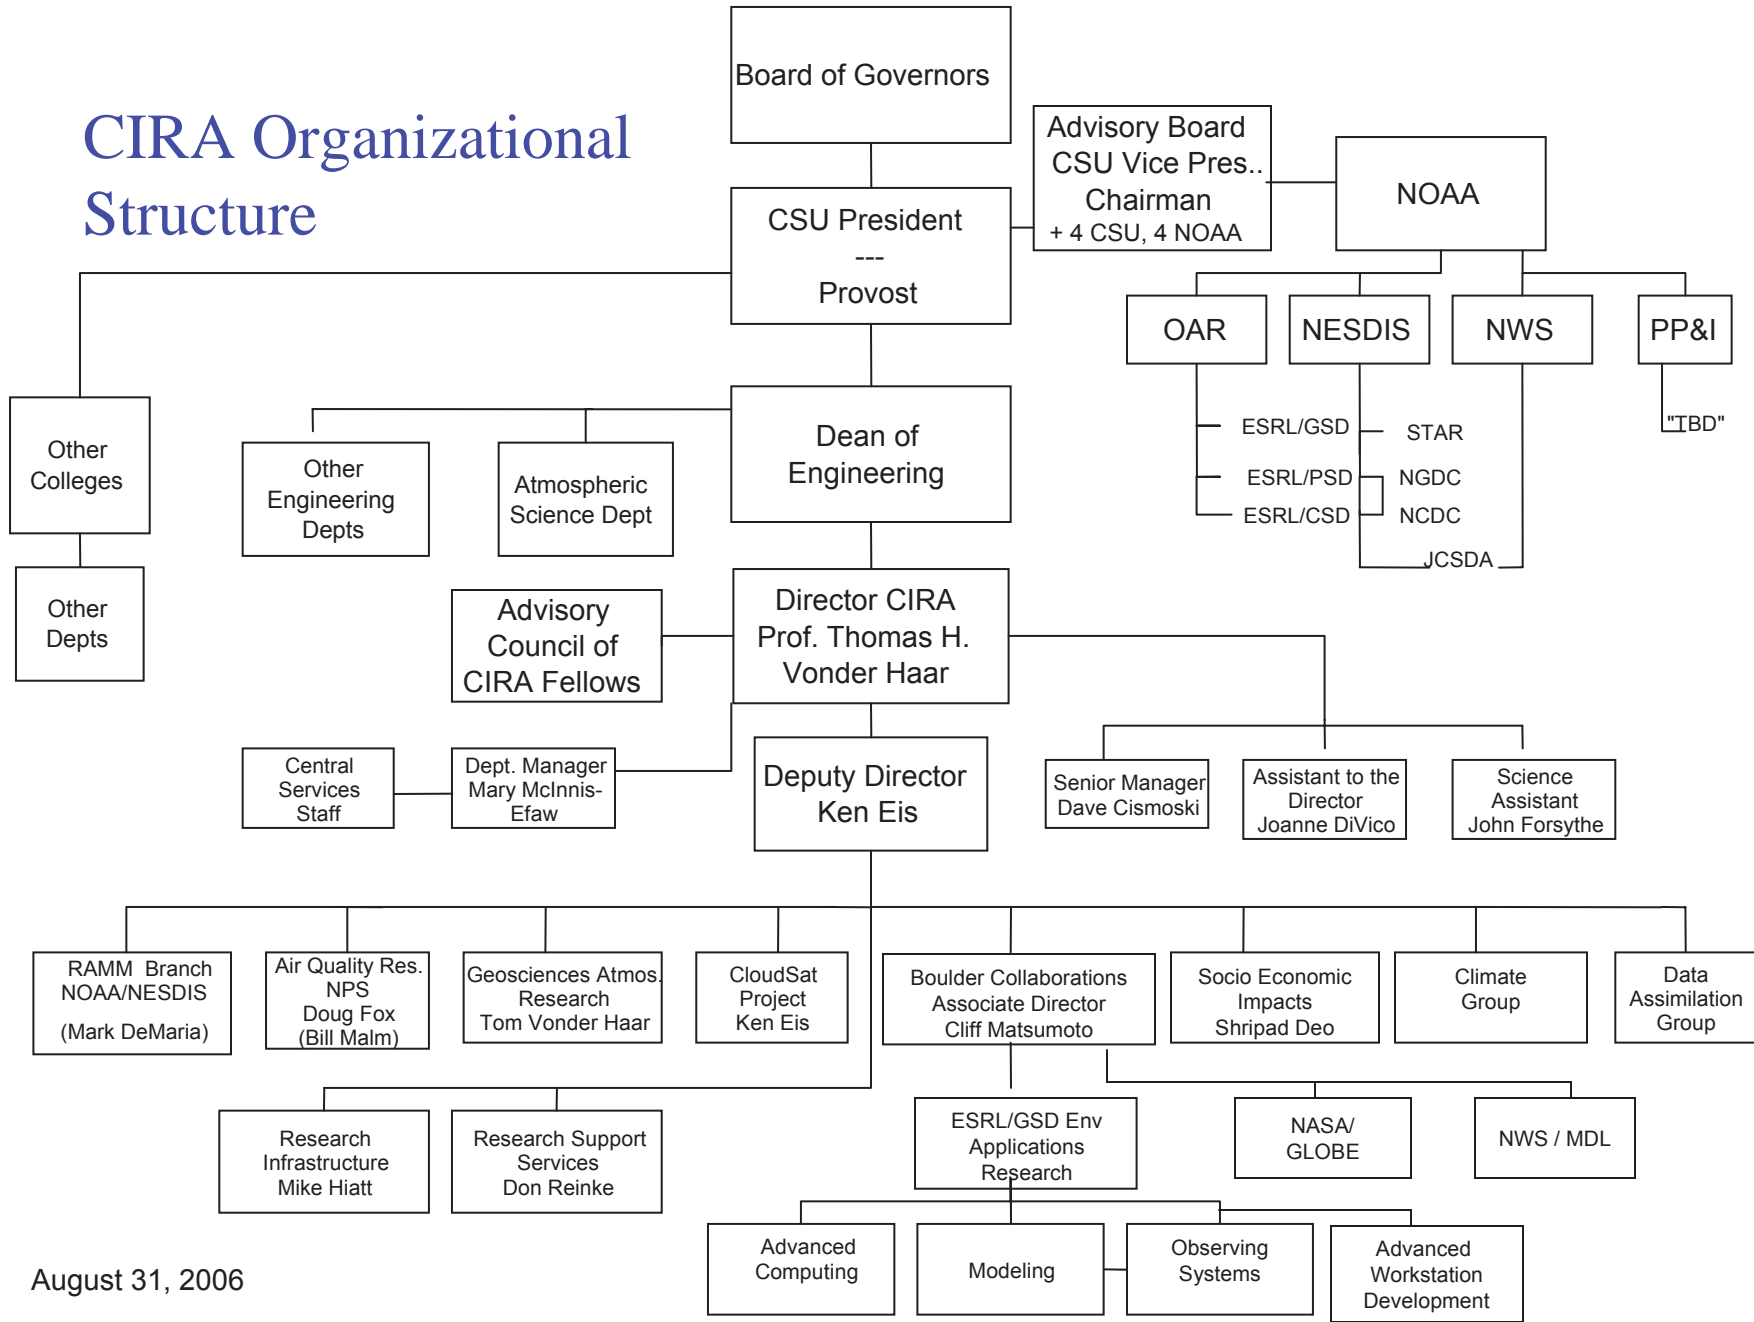 CIRA Organizational
Structure
Board of Governors
Advisory Board
CSU Vice Pres..
Chairman
+ 4 CSU, 4 NOAA
NOAA
CSU President
---
Provost
OAR
NESDIS
NWS
PP&I
ESRL/GSD
ESRL/PSD
ESRL/CSD
STAR
NGDC
NCDC
JCSDA
"TBD"
Other
Colleges
Other
Engineering
Depts
Atmospheric
Science Dept
Dean of
Engineering
Other
Depts
Advisory
Council of
CIRA Fellows
Director CIRA
Prof. Thomas H.
Vonder Haar
Central
Services
Staff
Dept. Manager
Mary McInnis-
Efaw
Deputy Director
Ken Eis
Senior Manager
Dave Cismoski
Assistant to the
Director
Joanne DiVico
Science
Assistant
John Forsythe
RAMM Branch
NOAA/NESDIS
(Mark DeMaria)
Air Quality Res.
NPS
Doug Fox
(Bill Malm)
Geosciences Atmos.
Research
Tom Vonder Haar
CloudSat
Project
Ken Eis
Boulder Collaborations
Associate Director
Cliff Matsumoto
Socio Economic
Impacts
Shripad Deo
Climate
Group
Data
Assimilation
Group
Research
Infrastructure
Mike Hiatt
Research Support
Services
Don Reinke
ESRL/GSD Env
Applications
Research
NASA/
GLOBE
NWS / MDL
Advanced
Computing
Modeling
Observing
Systems
Advanced
Workstation
Development
August 31, 2006